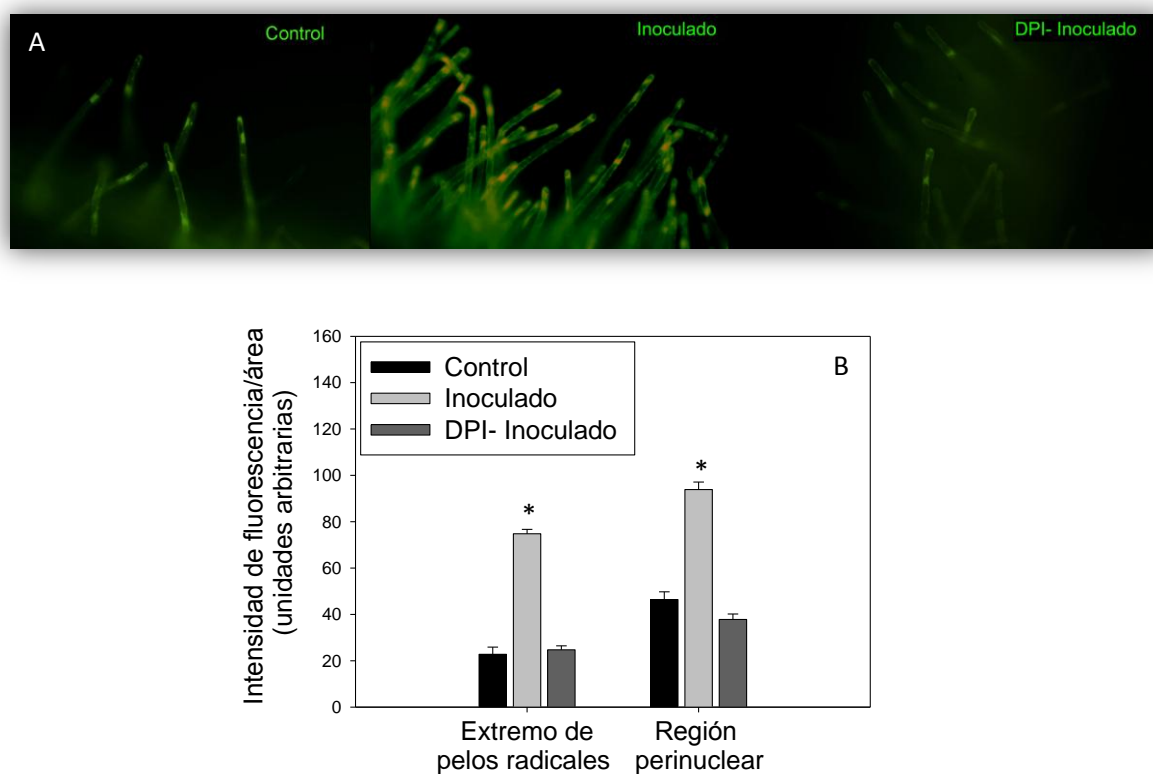 A
Control
Inoculado
DPI- Inoculado
B
Intensidad de fluorescencia/área
(unidades arbitrarias)
160
140
120
100
80
60
40
20
0
Control
Inoculado
DPI- Inoculado
*
*
Extremo de
pelos radicales
Región
perinuclear